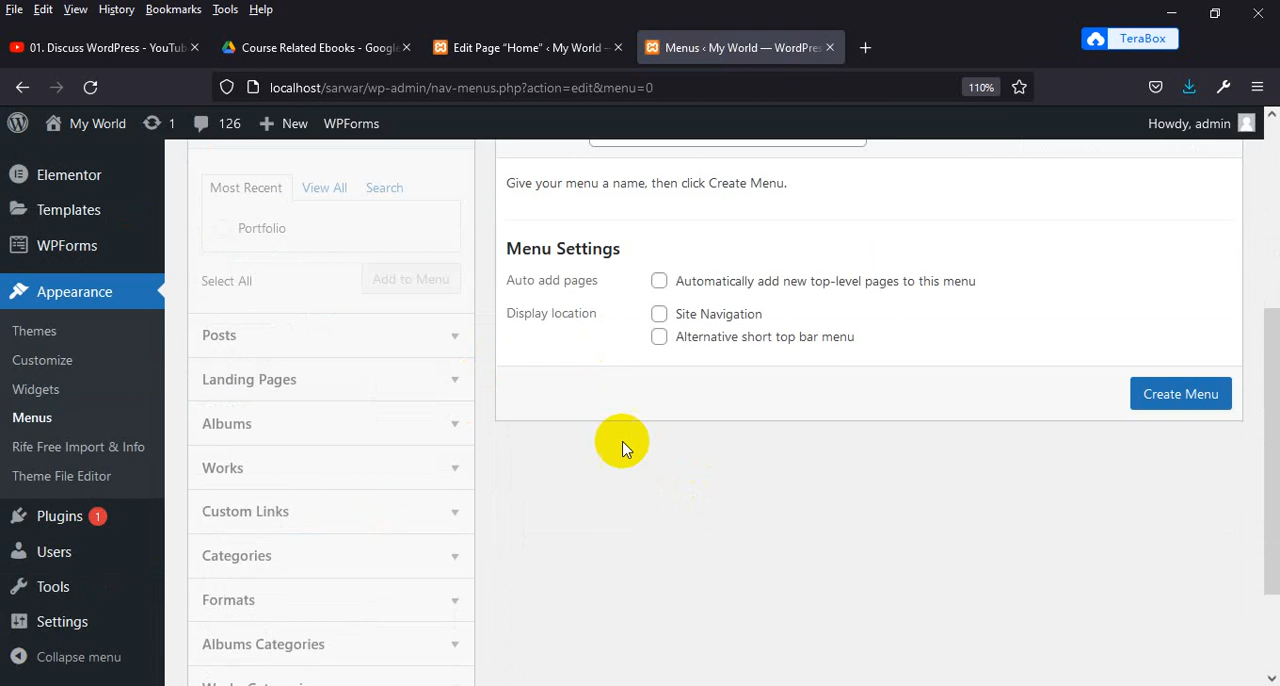 File Edit View History Bookmarks Tools Help
01. Discuss WordPress - YouTub
Course Related Ebooks - Google
Edit Page “Home” ‹ My World —
Menus ‹ My World — WordPres
TeraBox
localhost/sarwar/wp-admin/nav-menus.php?action=edit&menu=0
110%
My World 1 126 New WPForms
Howdy, admin
Elementor
Templates
WPForms
Appearance
Themes
Customize
Widgets
Menus
Rife Free Import & Info
Theme File Editor
Plugins 1
Users
Tools
Settings
Collapse menu
Most Recent View All Search
Portfolio
Select All Add to Menu
Posts
Landing Pages
Albums
Works
Custom Links
Categories
Formats
Albums Categories
Give your menu a name, then click Create Menu.
Menu Settings
Auto add pages Automatically add new top-level pages to this menu
Display location Site Navigation
Alternative short top bar menu
Create Menu